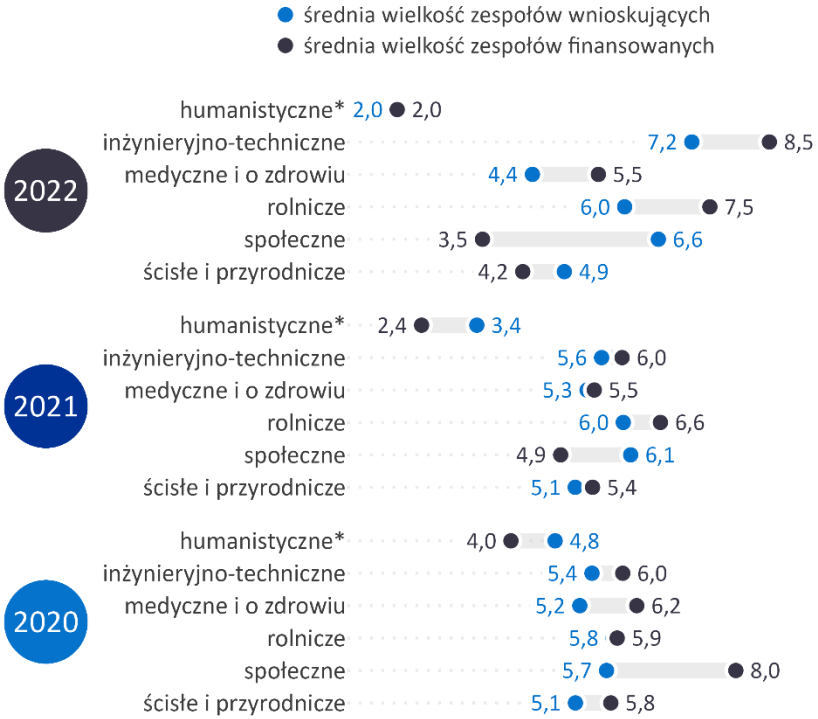 średnia wielkość zespołów wnioskujących
średnia wielkość zespołów finansowanych
2022
humanistyczne* 2,0 2,0
inżynieryjno-techniczne 7,2 8,5
medyczne i o zdrowiu 4,4 5,5
rolnicze 6,0 7,5
społeczne 3,5 6,6
ścisłe i przyrodnicze 4,2 4,9
2021
humanistyczne* 2,4 3,4
inżynieryjno-techniczne 5,6 6,0
medyczne i o zdrowiu 5,3 5,5
rolnicze 6,0 6,6
społeczne 4,9 6,1
ścisłe i przyrodnicze 5,1 5,4
2020
humanistyczne* 4,0 4,8
inżynieryjno-techniczne 5,4 6,0
medyczne i o zdrowiu 5,2 6,2
rolnicze 5,8 5,9
społeczne 5,7 8,0
ścisłe i przyrodnicze 5,1 5,8